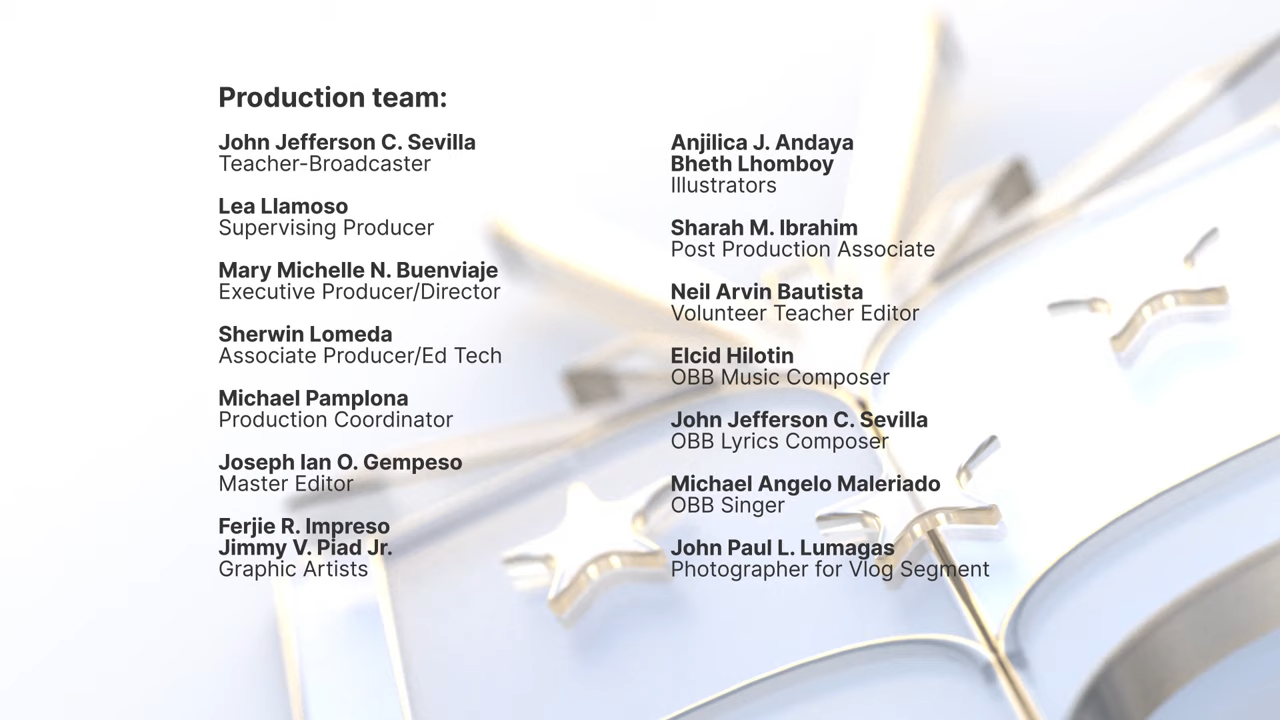 Production team:
John Jefferson C. Sevilla
Teacher-Broadcaster
Lea Llamoso
Supervising Producer
Mary Michelle N. Buenviaje
Executive Producer/Director
Sherwin Lomeda
Associate Producer/Ed Tech
Michael Pamplona
Production Coordinator
Joseph Ian O. Gempeso
Master Editor
Ferjie R. Impreso
Jimmy V. Piad Jr.
Graphic Artists
Anjilica J. Andaya
Bheth Lhomboy
Illustrators
Sharah M. Ibrahim
Post Production Associate
Neil Arvin Bautista
Volunteer Teacher Editor
Elcid Hilotin
OBB Music Composer
John Jefferson C. Sevilla
OBB Lyrics Composer
Michael Angelo Maleriado
OBB Singer
John Paul L. Lumagas
Photographer for Vlog Segment